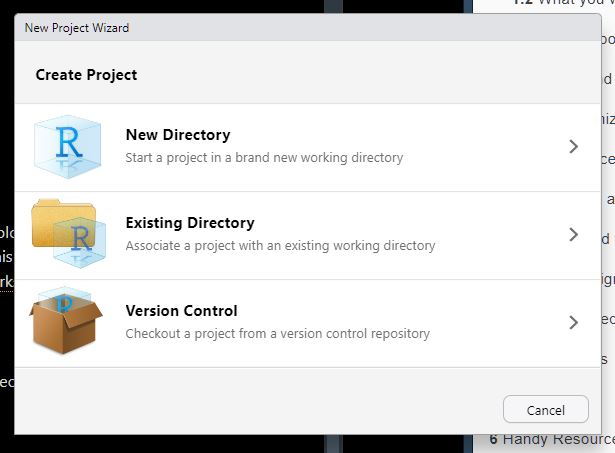 1.2 What you
New Project Wizard
Create Project
New Directory
Start a project in a brand new working directory
Existing Directory
Associate a project with an existing working directory
Version Control
Checkout a project from a version control repository
Cancel
6 Handy Resource